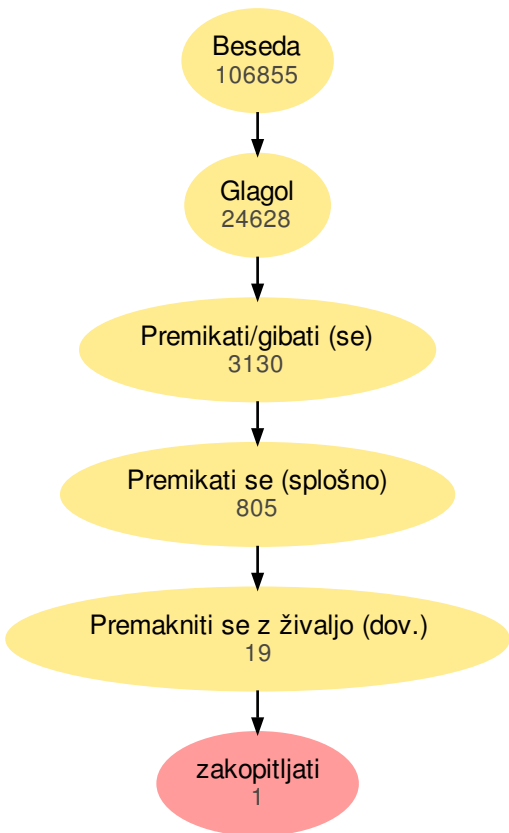 Beseda
106855
Glagol
24628
Premikati/gibati (se)
3130
Premikati se (splošno)
805
Premakniti se z živaljo (dov.)
19
zakopitljati
1